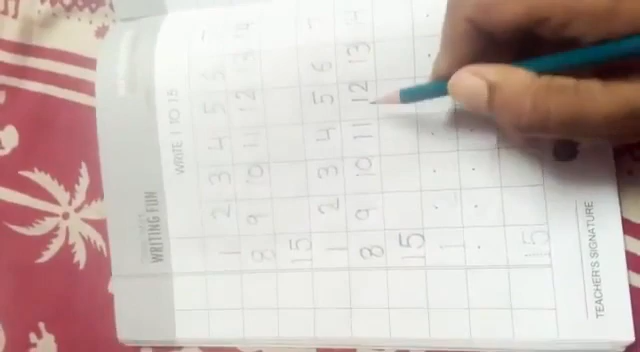 WRITING FUN
WRITE 1 TO 15
1 2 3 4 5 6 7
8 9 10 11 12 13 14
15
1 2 3 4 5 6 7
8 9 10 11 12 13 14
15
1
15
TEACHER'S SIGNATURE